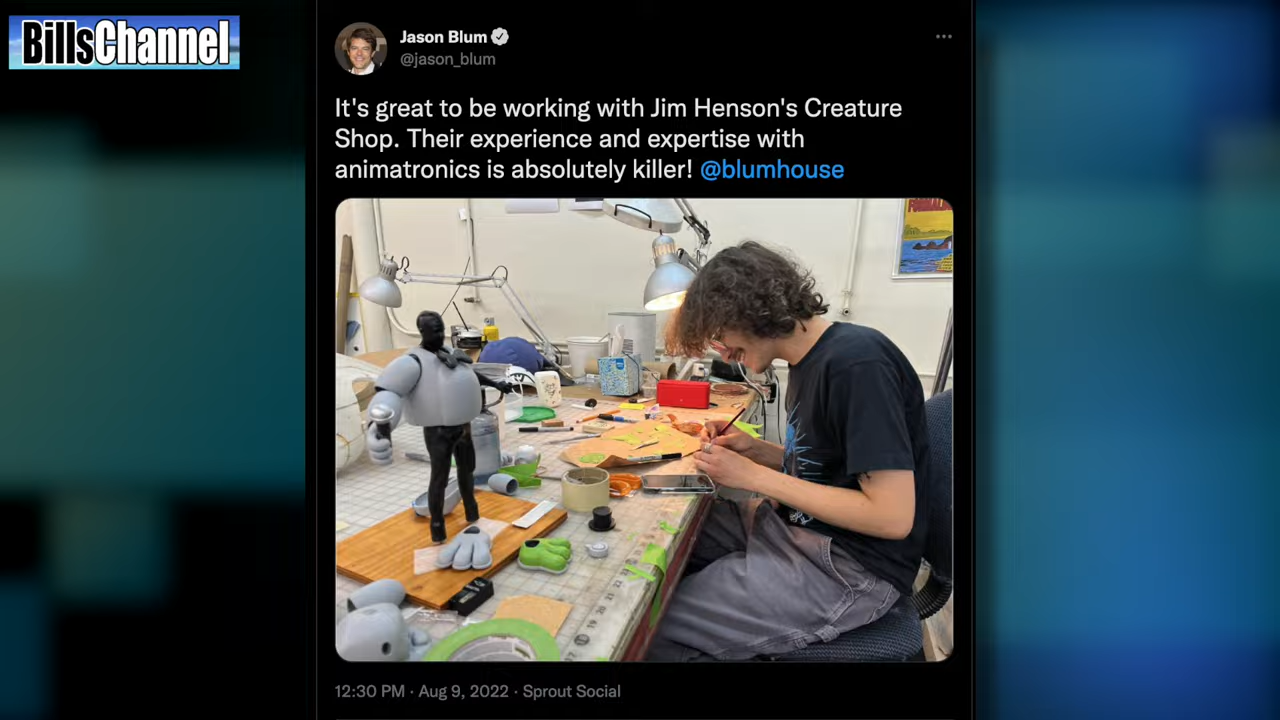 BillsChannel
Jason Blum
@jason_blum
It's great to be working with Jim Henson's Creature
Shop. Their experience and expertise with
animatronics is absolutely killer! @blumhouse
12:30 PM · Aug 9, 2022 · Sprout Social